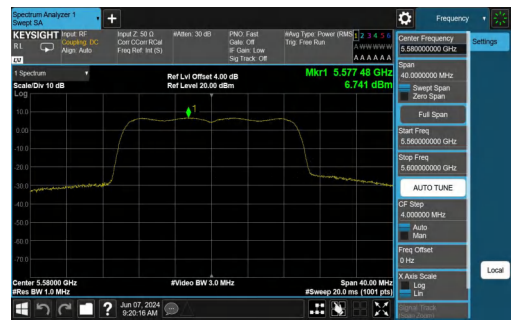 Spectrum Analyzer 1
Swept SA
Frequency
KEYSIGHT
RL
LV
Input: RF
Coupling: DC
Align: Auto
Input Z: 50 Ω
Corr CCorr RCal
Freq Ref: Int (S)
#Atten: 30 dB
PNO: Fast
Gate: Off
IF Gain: Low
Sig Track: Off
#Avg Type: Power (RMS
Trig: Free Run
1 2 3 4 5 6
A W W W W W
A A A A A A
1 Spectrum
Scale/Div 10 dB
Log
Ref Lvl Offset 4.00 dB
Ref Level 20.00 dBm
Mkr1 5.577 48 GHz
6.741 dBm
1
10.0
0.00
-10.0
-20.0
-30.0
-40.0
-50.0
-60.0
-70.0
Center 5.58000 GHz
#Res BW 1.0 MHz
#Video BW 3.0 MHz
Span 40.00 MHz
#Sweep 20.0 ms (1001 pts)
Jun 07, 2024
9:20:16 AM
Center Frequency
5.580000000 GHz
Settings
Span
40.0000000 MHz
Swept Span
Zero Span
Full Span
Start Freq
5.560000000 GHz
Stop Freq
5.600000000 GHz
AUTO TUNE
CF Step
4.000000 MHz
Auto
Man
Freq Offset
0 Hz
X Axis Scale
Log
Lin
Signal Track
Local